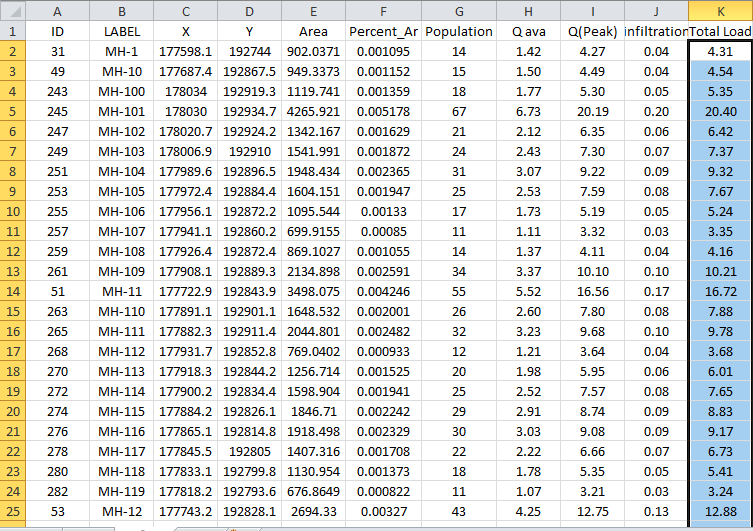 A B C D E F G H I J K
1 ID LABEL X Y Area Percent_Ar Population Q ava Q(Peak) infiltration Total Load
2 31 MH-1 177598.1 192744 902.0371 0.001095 14 1.42 4.27 0.04 4.31
3 49 MH-10 177687.4 192867.5 949.3373 0.001152 15 1.50 4.49 0.04 4.54
4 243 MH-100 178034 192919.3 1119.741 0.001359 18 1.77 5.30 0.05 5.35
5 245 MH-101 178030 192934.7 4265.921 0.005178 67 6.73 20.19 0.20 20.40
6 247 MH-102 178020.7 192924.2 1342.167 0.001629 21 2.12 6.35 0.06 6.42
7 249 MH-103 178006.9 192910 1541.991 0.001872 24 2.43 7.30 0.07 7.37
8 251 MH-104 177989.6 192896.5 1948.434 0.002365 31 3.07 9.22 0.09 9.32
9 253 MH-105 177972.4 192884.4 1604.151 0.001947 25 2.53 7.59 0.08 7.67
10 255 MH-106 177956.1 192872.2 1095.544 0.00133 17 1.73 5.19 0.05 5.24
11 257 MH-107 177941.1 192860.2 699.9155 0.00085 11 1.11 3.32 0.03 3.35
12 259 MH-108 177926.4 192872.4 869.1027 0.001055 14 1.37 4.11 0.04 4.16
13 261 MH-109 177908.1 192889.3 2134.898 0.002591 34 3.37 10.10 0.10 10.21
14 51 MH-11 177722.9 192843.9 3498.075 0.004246 55 5.52 16.56 0.17 16.72
15 263 MH-110 177891.1 192901.1 1648.532 0.002001 26 2.60 7.80 0.08 7.88
16 265 MH-111 177882.3 192911.4 2044.801 0.002482 32 3.23 9.68 0.10 9.78
17 268 MH-112 177931.7 192852.8 769.0402 0.000933 12 1.21 3.64 0.04 3.68
18 270 MH-113 177918.3 192844.2 1256.714 0.001525 20 1.98 5.95 0.06 6.01
19 272 MH-114 177900.2 192834.4 1598.904 0.001941 25 2.52 7.57 0.08 7.65
20 274 MH-115 177884.2 192826.1 1846.71 0.002242 29 2.91 8.74 0.09 8.83
21 276 MH-116 177865.1 192814.8 1918.498 0.002329 30 3.03 9.08 0.09 9.17
22 278 MH-117 177845.5 192805 1407.316 0.001708 22 2.22 6.66 0.07 6.73
23 280 MH-118 177833.1 192799.8 1130.954 0.001373 18 1.78 5.35 0.05 5.41
24 282 MH-119 177818.2 192793.6 676.8649 0.000822 11 1.07 3.21 0.03 3.24
25 53 MH-12 177743.2 192828.1 2694.33 0.00327 43 4.25 12.75 0.13 12.88